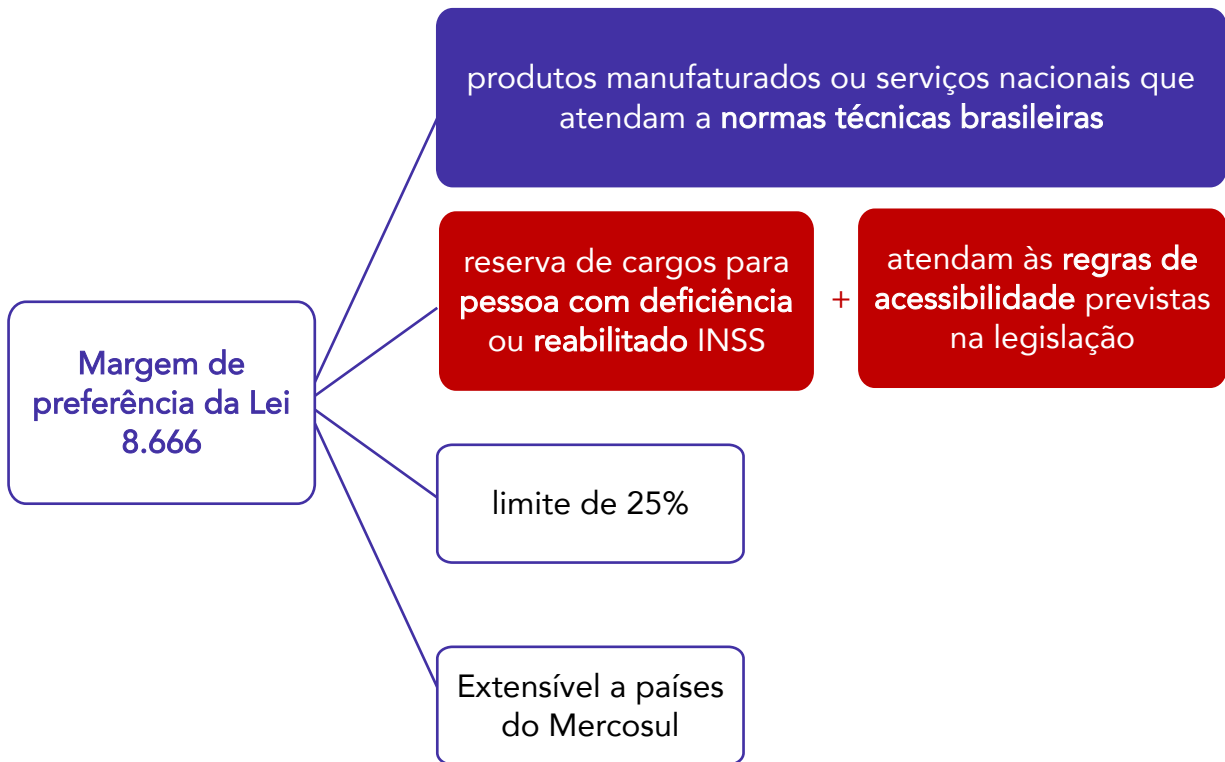 produtos manufaturados ou serviços nacionais que
atendam a normas técnicas brasileiras
reserva de cargos para
pessoa com deficiência
ou reabilitado INSS
+
atendam às regras de
acessibilidade previstas
na legislação
Margem de
preferência da Lei
8.666
limite de 25%
Extensível a países
do Mercosul